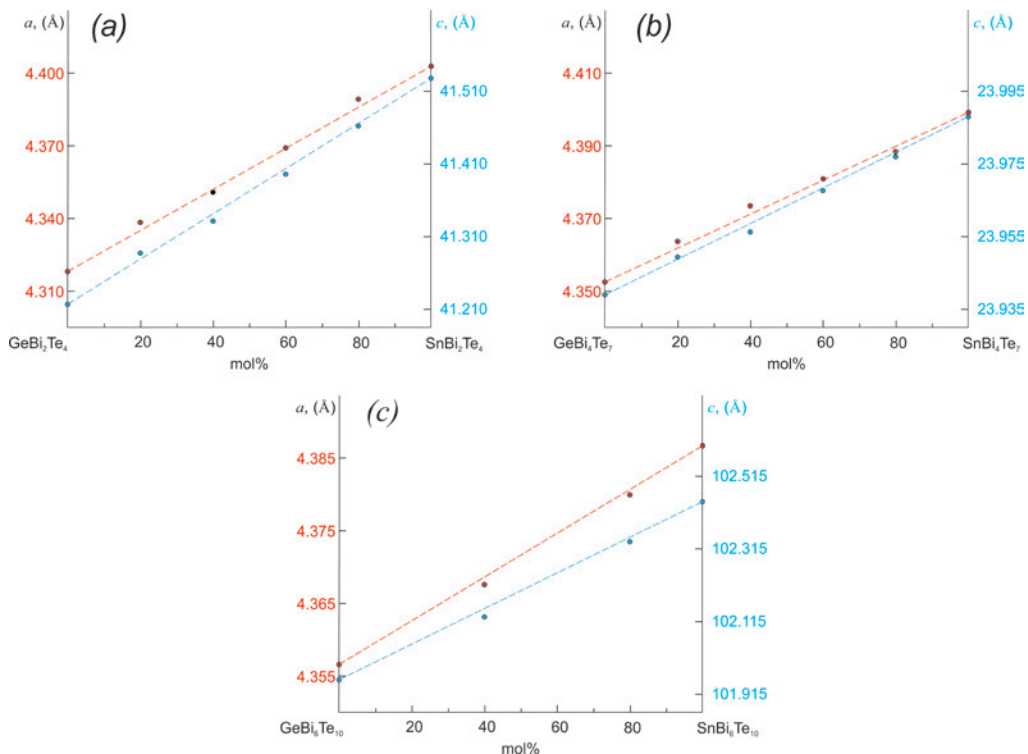 a, (Å)
(a)
c, (Å)
4.400
4.370
4.340
4.310
41.510
41.410
41.310
41.210
GeBi₂Te₄
20
40
60
80
SnBi₂Te₄
mol%
a, (Å)
(b)
c, (Å)
4.410
4.390
4.370
4.350
23.995
23.975
23.955
23.935
GeBi₄Te₇
20
40
60
80
SnBi₄Te₇
mol%
a, (Å)
(c)
c, (Å)
4.385
4.375
4.365
4.355
102.515
102.315
102.115
101.915
GeBi₆Te₁₀
20
40
60
80
SnBi₆Te₁₀
mol%